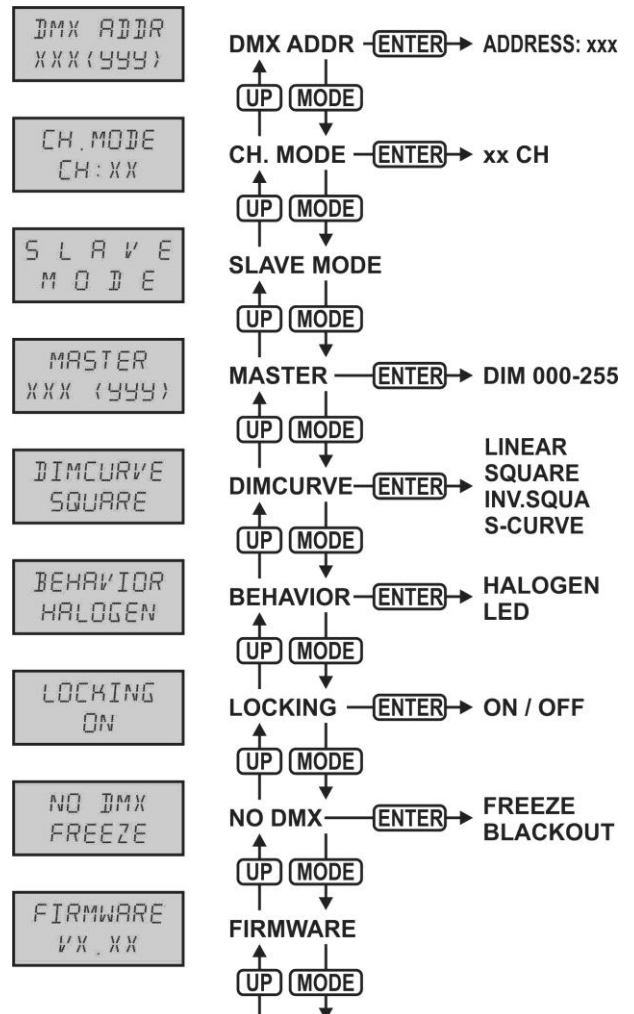 DMX ADDR
XXX(YYY)
DMX ADDR ENTER ADDRESS: xxx
UP MODE
CH.MODE
CH:XX
CH. MODE ENTER xx CH
UP MODE
SLAVE
MODE
SLAVE MODE
UP MODE
MASTER
XXX (YYY)
MASTER ENTER DIM 000-255
UP MODE
DIMCURVE
SQUARE
DIMCURVE ENTER
LINEAR
SQUARE
INV.SQUA
S-CURVE
UP MODE
BEHAVIOR
HALOGEN
BEHAVIOR ENTER
HALOGEN
LED
UP MODE
LOCKING
ON
LOCKING ENTER ON / OFF
UP MODE
NO DMX
FREEZE
NO DMX ENTER
FREEZE
BLACKOUT
UP MODE
FIRMWARE
VX.XX
FIRMWARE
UP MODE